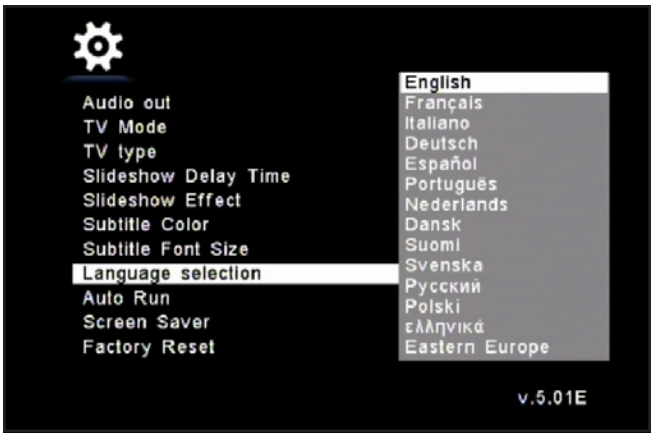 Audio out
TV Mode
TV type
Slideshow Delay Time
Slideshow Effect
Subtitle Color
Subtitle Font Size
Language selection
Auto Run
Screen Saver
Factory Reset
English
Français
Italiano
Deutsch
Español
Portuguës
Nederlands
Dansk
Suomi
Svenska
Русский
Polski
ελληνικά
Eastern Europe
v.5.01E